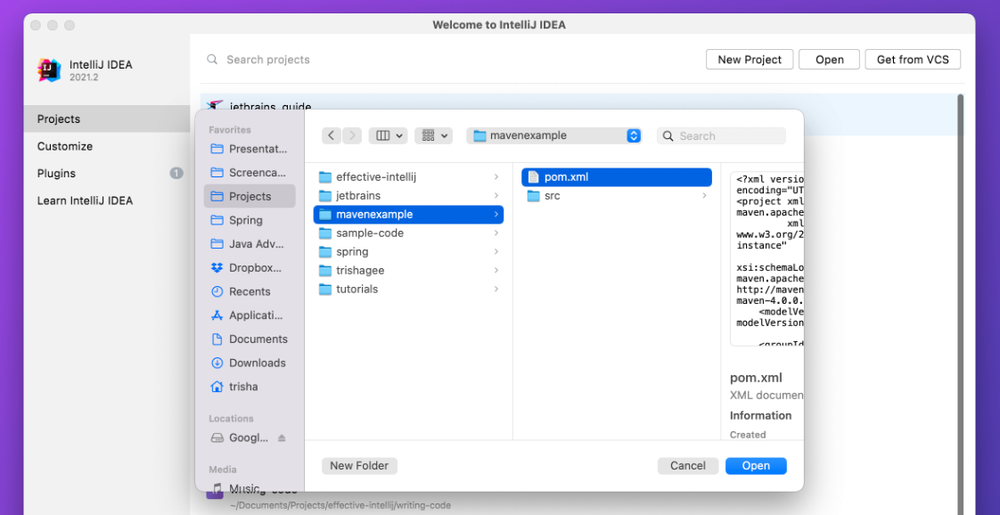 Welcome to IntelliJ IDEA
IntelliJ IDEA
2021.2
Search projects
New Project
Open
Get from VCS
Projects
Customize
Plugins
1
Learn IntelliJ IDEA
jetbrains_guide
Favorites
Presentat...
Screenca...
Projects
Spring
Java Adv...
Dropbox...
Recents
Applicati...
Documents
Downloads
trisha
Locations
Googl...
Media
Music
mavenexample
Search
effective-intellij
jetbrains
mavenexample
sample-code
spring
trishagee
tutorials
pom.xml
src
<?xml versio
encoding="UT
<project xml
maven.apache
xml
www.w3.org/2
instance"
xsi:schemaLo
maven.apache
http://maven
maven-4.0.0.
<modelVe
modelVersion
<groupId
pom.xml
XML documen
Information
Created
New Folder
Cancel
Open
writing-code
~/Documents/Projects/effective-intellij/writing-code